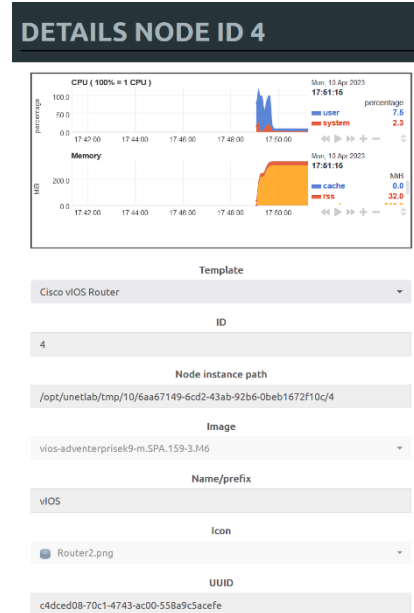 DETAILS NODE ID 4
CPU ( 100% = 1 CPU )
Mon, 10 Apr 2023
17:51:16
percentage
100.0
50.0
0.0
percentage
user 7.5
system 2.3
17:42:00 17:44:00 17:46:00 17:48:00 17:50:00
Memory
Mon, 10 Apr 2023
17:51:16
MiB
200.0
0.0
MiB
cache 0.0
rss 32.0
17:42:00 17:44:00 17:46:00 17:48:00 17:50:00
Template
Cisco vIOS Router
ID
4
Node instance path
/opt/unetlab/tmp/10/6aa67149-6cd2-43ab-92b6-0beb1672f10c/4
Image
vios-adventerprisek9-m.SPA.159-3.M6
Name/prefix
vIOS
Icon
Router2.png
UUID
c4dced08-70c1-4743-ac00-558a9c5acefe